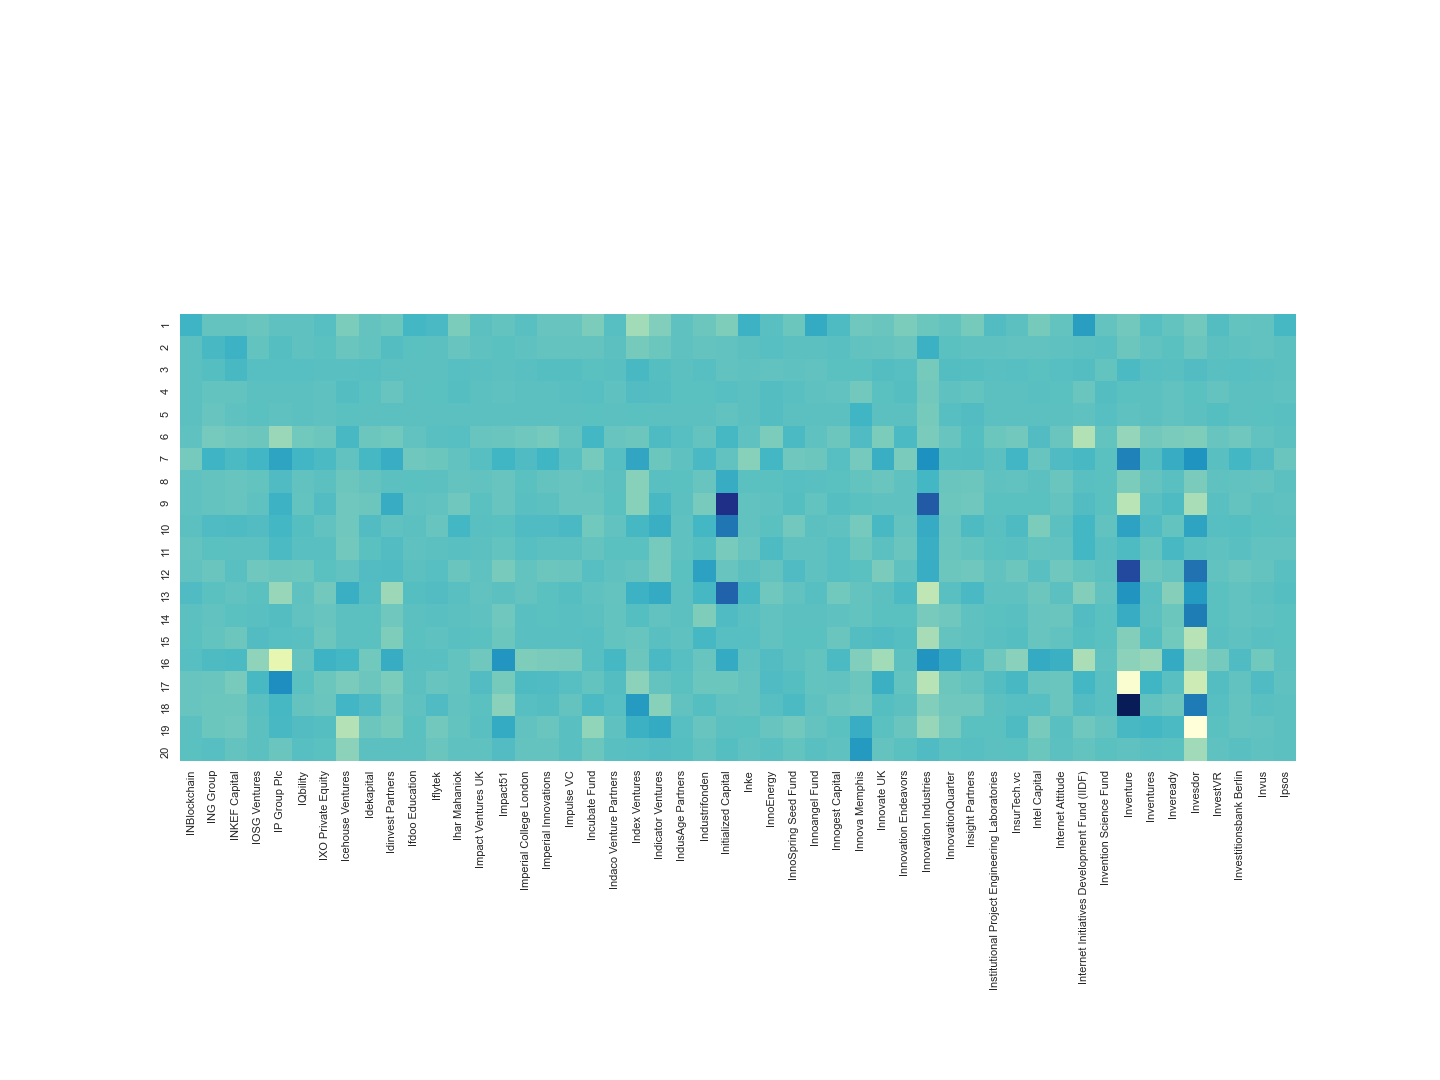 1
2
3
4
5
6
7
8
9
10
11
12
13
14
15
16
17
18
19
20
INBlockchain
ING Group
INKEF Capital
IOSG Ventures
IP Group Plc
IQbility
IXO Private Equity
Icehouse Ventures
Idekapital
Idinvest Partners
Ifdoo Education
Iflytek
Ihar Mahaniok
Impact Ventures UK
Impact51
Imperial College London
Imperial Innovations
Impulse VC
Incubate Fund
Indaco Venture Partners
Index Ventures
Indicator Ventures
IndusAge Partners
Industrifonden
Initialized Capital
Inke
InnoEnergy
InnoSpring Seed Fund
Innoangel Fund
Innogest Capital
Innova Memphis
Innovate UK
Innovation Endeavors
Innovation Industries
InnovationQuarter
Insight Partners
Institutional Project Engineering Laboratories
InsurTech.vc
Intel Capital
Internet Attitude
Internet Initiatives Development Fund (IIDF)
Invention Science Fund
Inventure
Inventures
Inveready
Invesdor
InvestVR
Investitionsbank Berlin
Invus
Ipsos